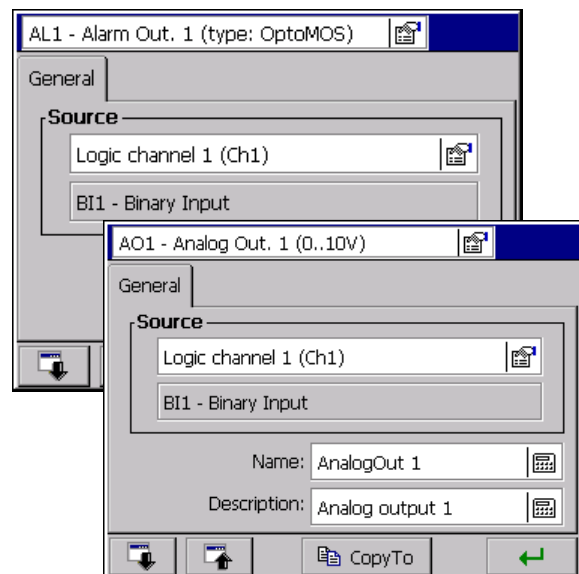 AL1 - Alarm Out. 1 (type: OptoMOS)
General
Source
Logic channel 1 (Ch1)
BI1 - Binary Input
AO1 - Analog Out. 1 (0..10V)
General
Source
Logic channel 1 (Ch1)
BI1 - Binary Input
Name: AnalogOut 1
Description: Analog output 1
CopyTo